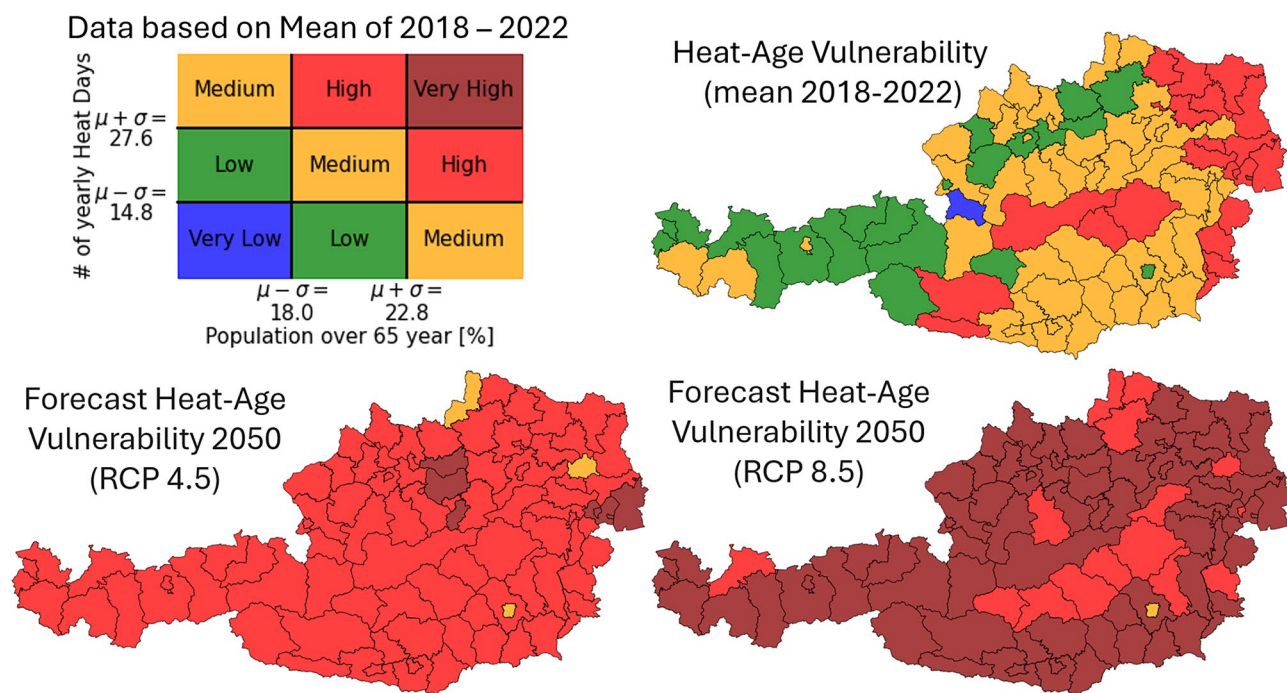 Data based on Mean of 2018 – 2022
# of yearly Heat Days
μ + σ =
27.6
μ − σ =
14.8
Medium
High
Very High
Low
Medium
High
Very Low
Low
Medium
μ − σ =
18.0
μ + σ =
22.8
Population over 65 year [%]
Heat-Age Vulnerability
(mean 2018-2022)
Forecast Heat-Age
Vulnerability 2050
(RCP 4.5)
Forecast Heat-Age
Vulnerability 2050
(RCP 8.5)